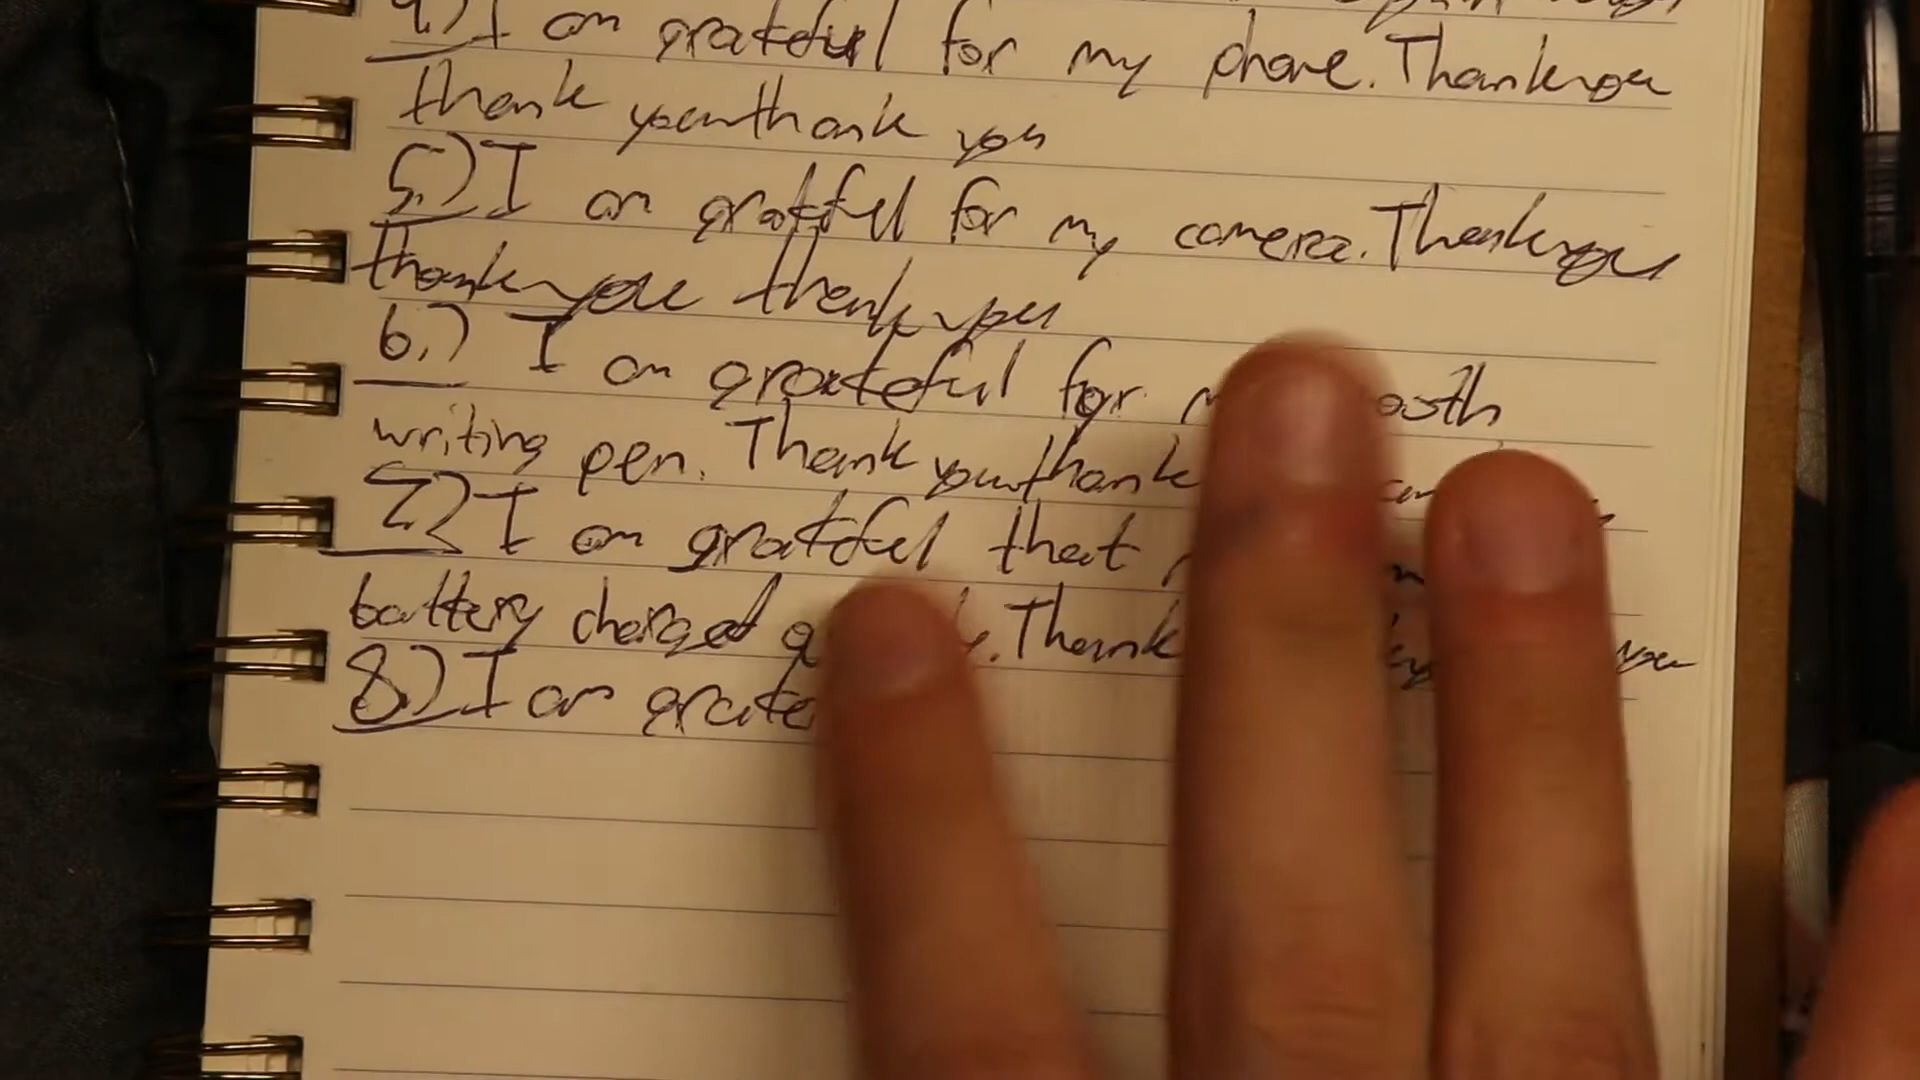 4.) I am grateful for my phone. Thank you
thank you thank you
5.) I am grateful for my camera. Thank you
thank you thank you
6.) I am grateful for
writing pen. Thank you thank
7.) I am grateful that
battery charged Thank you
8.) I am grate